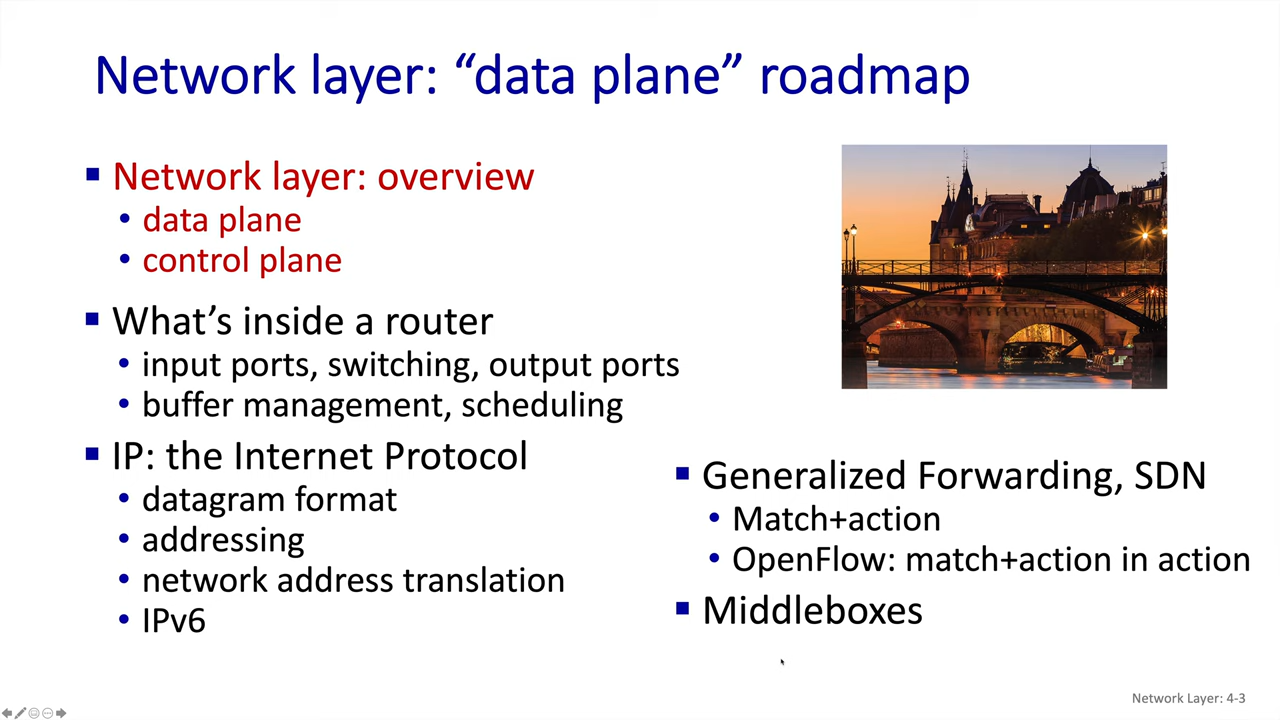 Network layer: “data plane” roadmap
▪ Network layer: overview
• data plane
• control plane
▪ What’s inside a router
• input ports, switching, output ports
• buffer management, scheduling
▪ IP: the Internet Protocol
• datagram format
• addressing
• network address translation
• IPv6
▪ Generalized Forwarding, SDN
• Match+action
• OpenFlow: match+action in action
▪ Middleboxes
Network Layer: 4-3